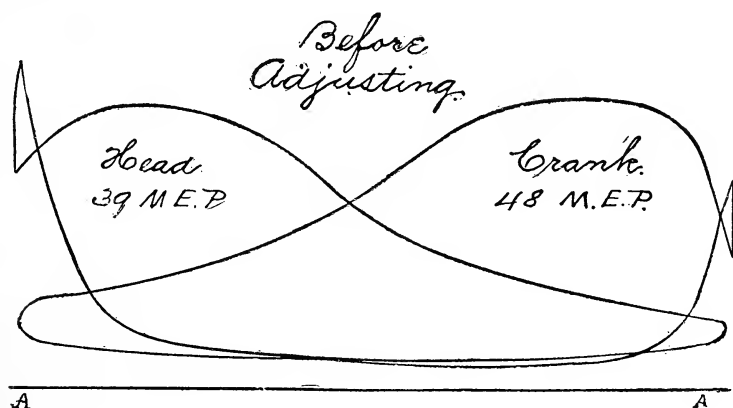 Before
Adjusting.
Head.
39 M E.P.
Crank.
48 M.E.P.
A
A